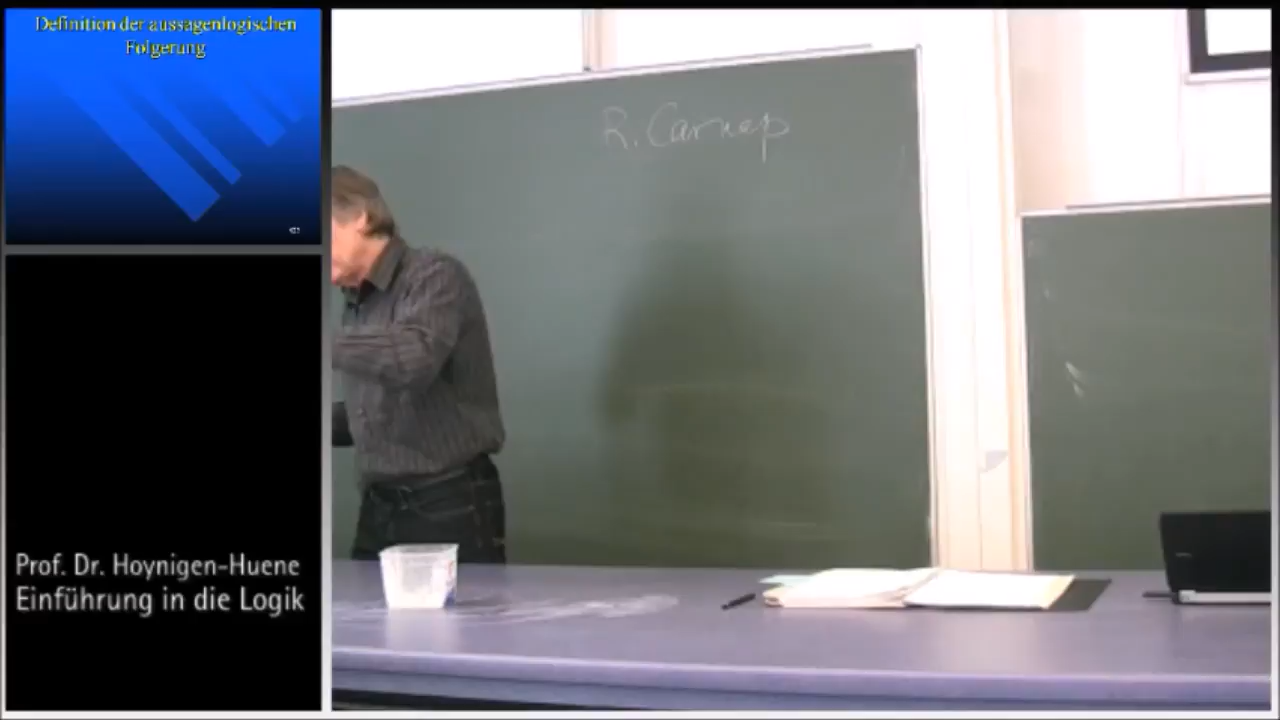 Definition der aussagenlogischen
Folgerung
R. Carnap
Prof. Dr. Hoynigen-Huene
Einführung in die Logik